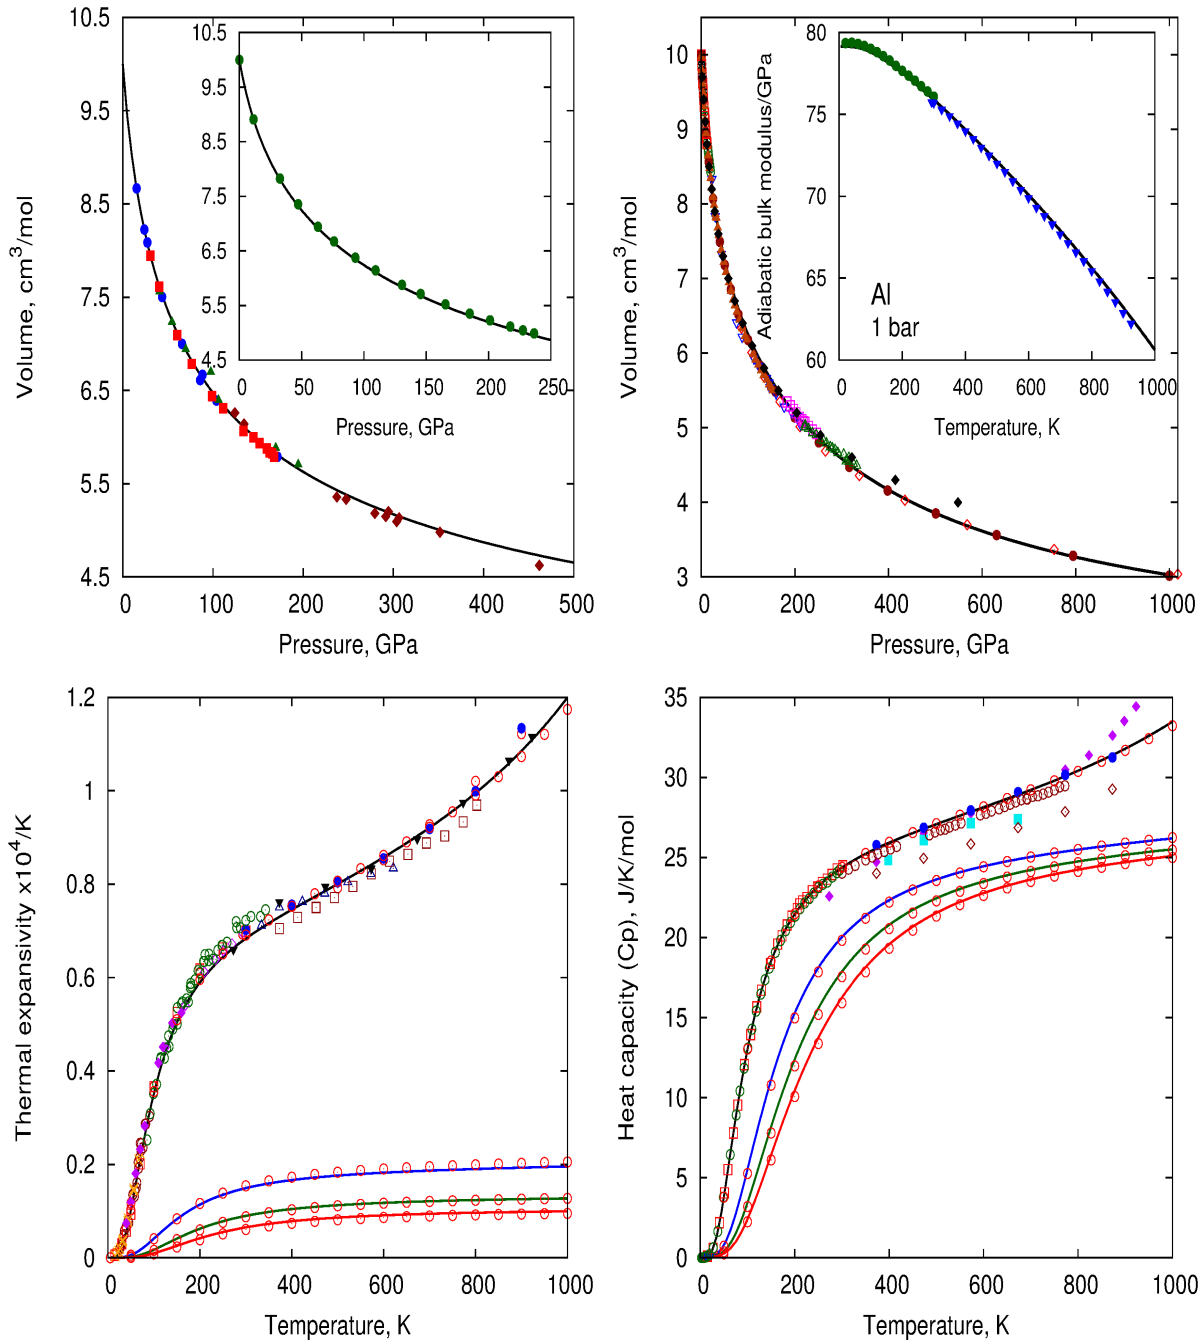 10.5
9.5
8.5
7.5
6.5
5.5
4.5
Volume, cm³/mol
0 100 200 300 400 500
Pressure, GPa
10.5
9.5
8.5
7.5
6.5
5.5
4.5
0 50 100 150 200 250
Pressure, GPa
10
9
8
7
6
5
4
3
Volume, cm³/mol
0 200 400 600 800 1000
Pressure, GPa
80
75
70
65
60
Adiabatic bulk modulus/GPa
Al
1 bar
0 200 400 600 800 1000
Temperature, K
1.2
1
0.8
0.6
0.4
0.2
0
Thermal expansivity x10⁴/K
0 200 400 600 800 1000
Temperature, K
35
30
25
20
15
10
5
0
Heat capacity (Cp), J/K/mol
0 200 400 600 800 1000
Temperature, K